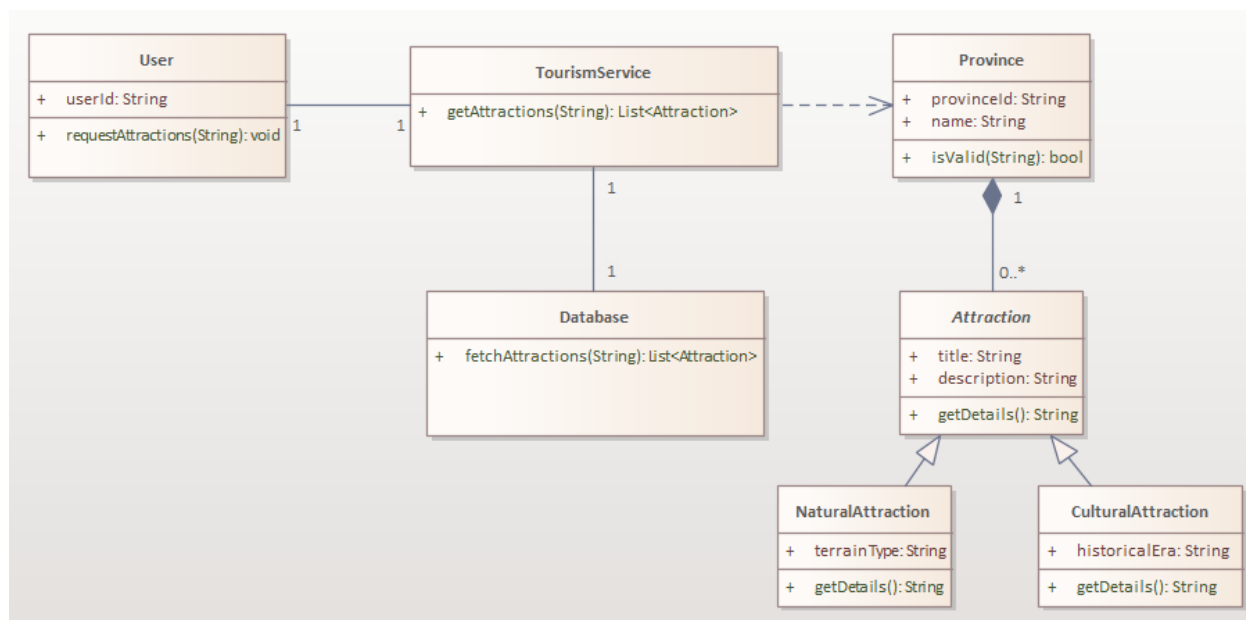 User
+ userId: String
+ requestAttractions(String): void
1
1
TourismService
+ getAttractions(String): List<Attraction>
Province
+ provinceId: String
+ name: String
+ isValid(String): bool
1
1
1
0..*
Database
+ fetchAttractions(String): List<Attraction>
Attraction
+ title: String
+ description: String
+ getDetails(): String
NaturalAttraction
+ terrainType: String
+ getDetails(): String
CulturalAttraction
+ historicalEra: String
+ getDetails(): String